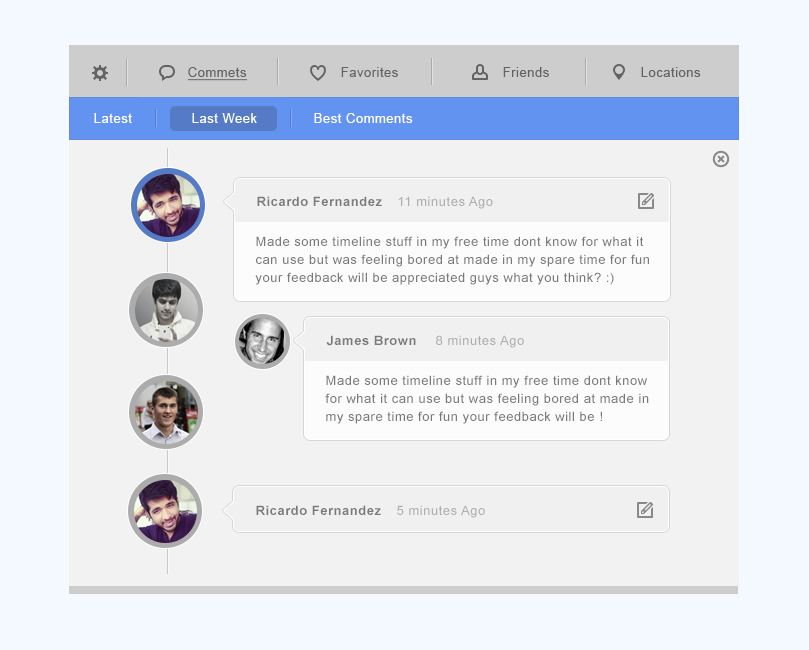 Commets Favorites Friends Locations
Latest Last Week Best Comments
Ricardo Fernandez 11 minutes Ago
Made some timeline stuff in my free time dont know for what it
can use but was feeling bored at made in my spare time for fun
your feedback will be appreciated guys what you think? :)
James Brown 8 minutes Ago
Made some timeline stuff in my free time dont know
for what it can use but was feeling bored at made in
my spare time for fun your feedback will be !
Ricardo Fernandez 5 minutes Ago